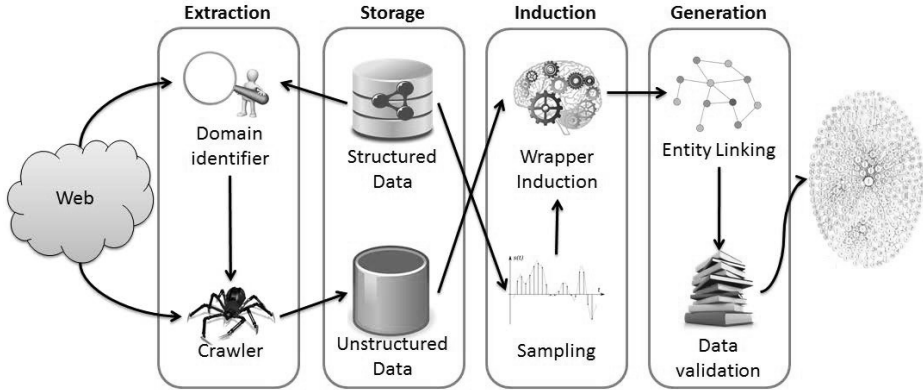 Extraction
Storage
Induction
Generation
Web
Domain
identifier
Crawler
Structured
Data
Unstructured
Data
Wrapper
Induction
Sampling
Entity Linking
Data
validation